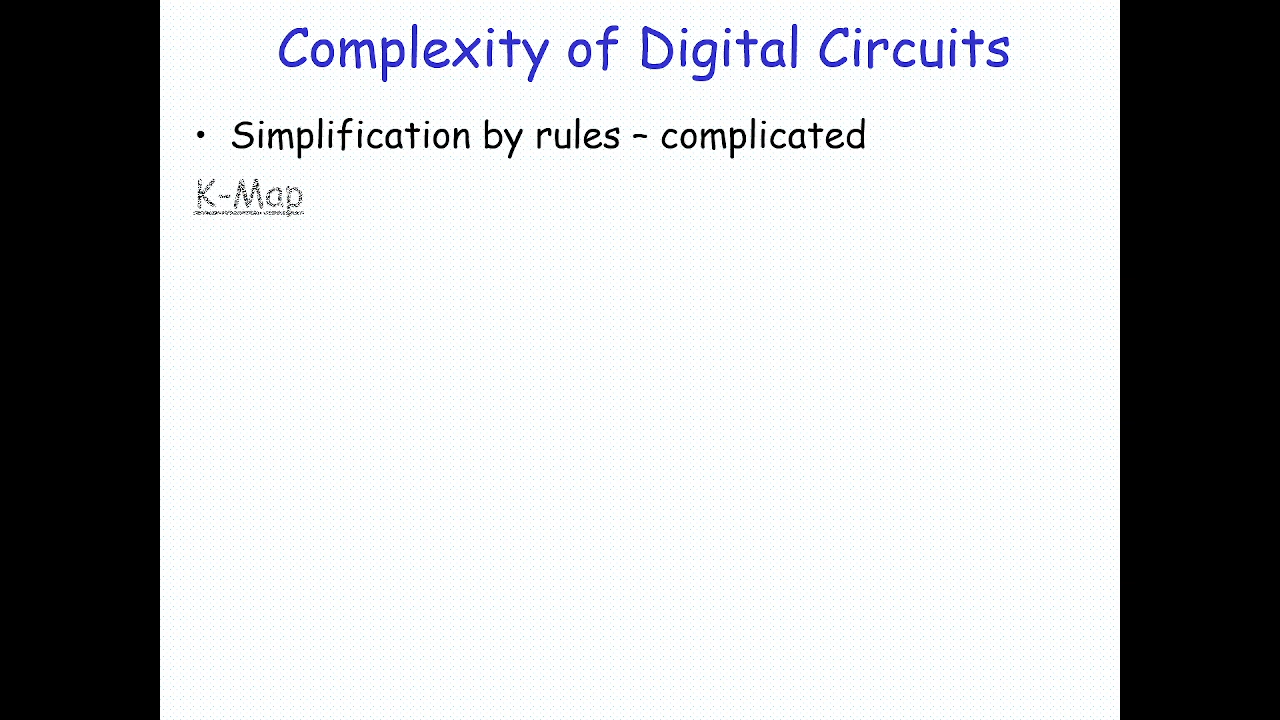 Complexity of Digital Circuits
• Simplification by rules – complicated
K-Map